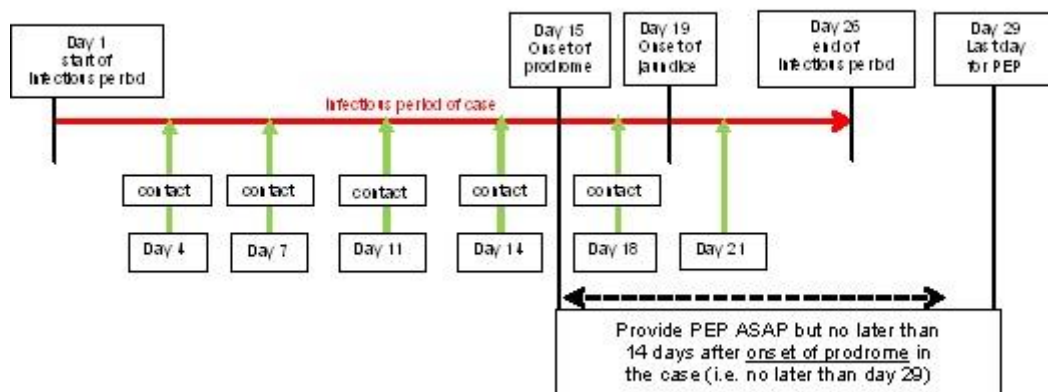 Day 1
start of
Infectious period
Day 15
Onset of
prodrome
Day 19
Onset of
jaundice
Day 26
end of
Infectious period
Day 29
Last day
for PEP
Infectious period of case
contact
contact
contact
contact
contact
Day 4
Day 7
Day 11
Day 14
Day 18
Day 21
Provide PEP ASAP but no later than
14 days after onset of prodrome in
the case (i.e. no later than day 29)